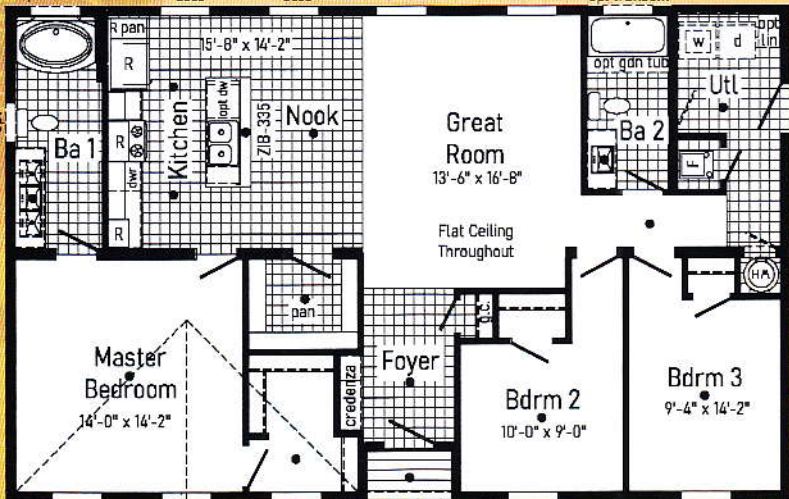 R pan
15'-8" x 14'-2"
R
opt dw
ZIB-335
Nook
Kitchen
R
dwr
R
Ba 1
Great
Room
13'-6" x 16'-8"
Flat Ceiling
Throughout
opt gdn tub
Ba 2
w
d
opt
lin
Utl
F
HW
pan
Master
Bedroom
14'-0" x 14'-2"
credenza
Foyer
g.c.
Bdrm 2
10'-0" x 9'-0"
Bdrm 3
9'-4" x 14'-2"